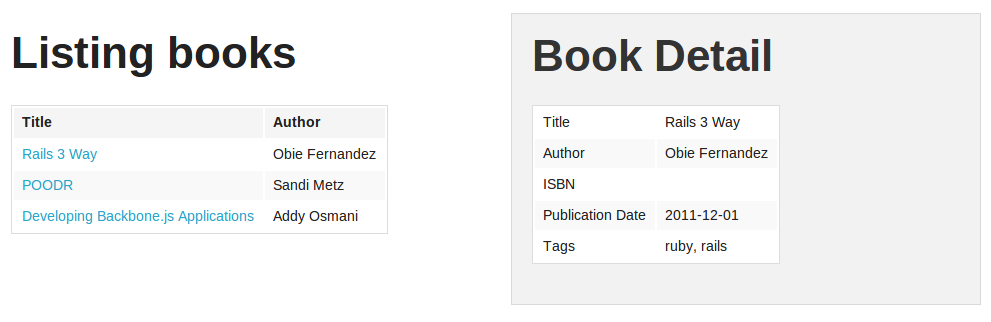 Listing books
Title Author
Rails 3 Way Obie Fernandez
POODR Sandi Metz
Developing Backbone.js Applications Addy Osmani
Book Detail
Title Rails 3 Way
Author Obie Fernandez
ISBN
Publication Date 2011-12-01
Tags ruby, rails